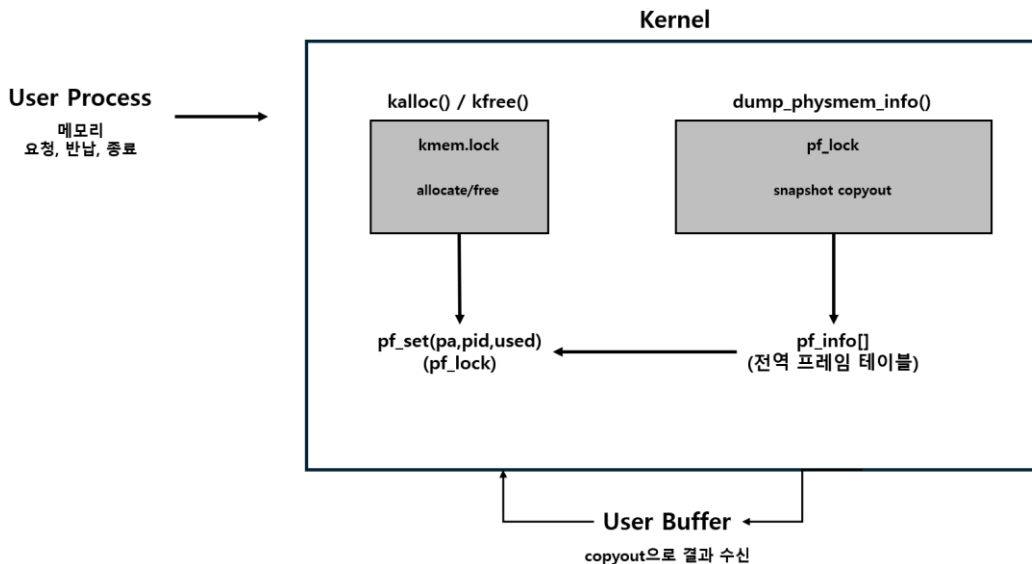 Kernel
User Process
메모리
요청, 반납, 종료
kalloc() / kfree()
kmem.lock
allocate/free
dump_physmem_info()
pf_lock
snapshot copyout
pf_set(pa,pid,used)
(pf_lock)
pf_info[]
(전역 프레임 테이블)
User Buffer
copyout으로 결과 수신